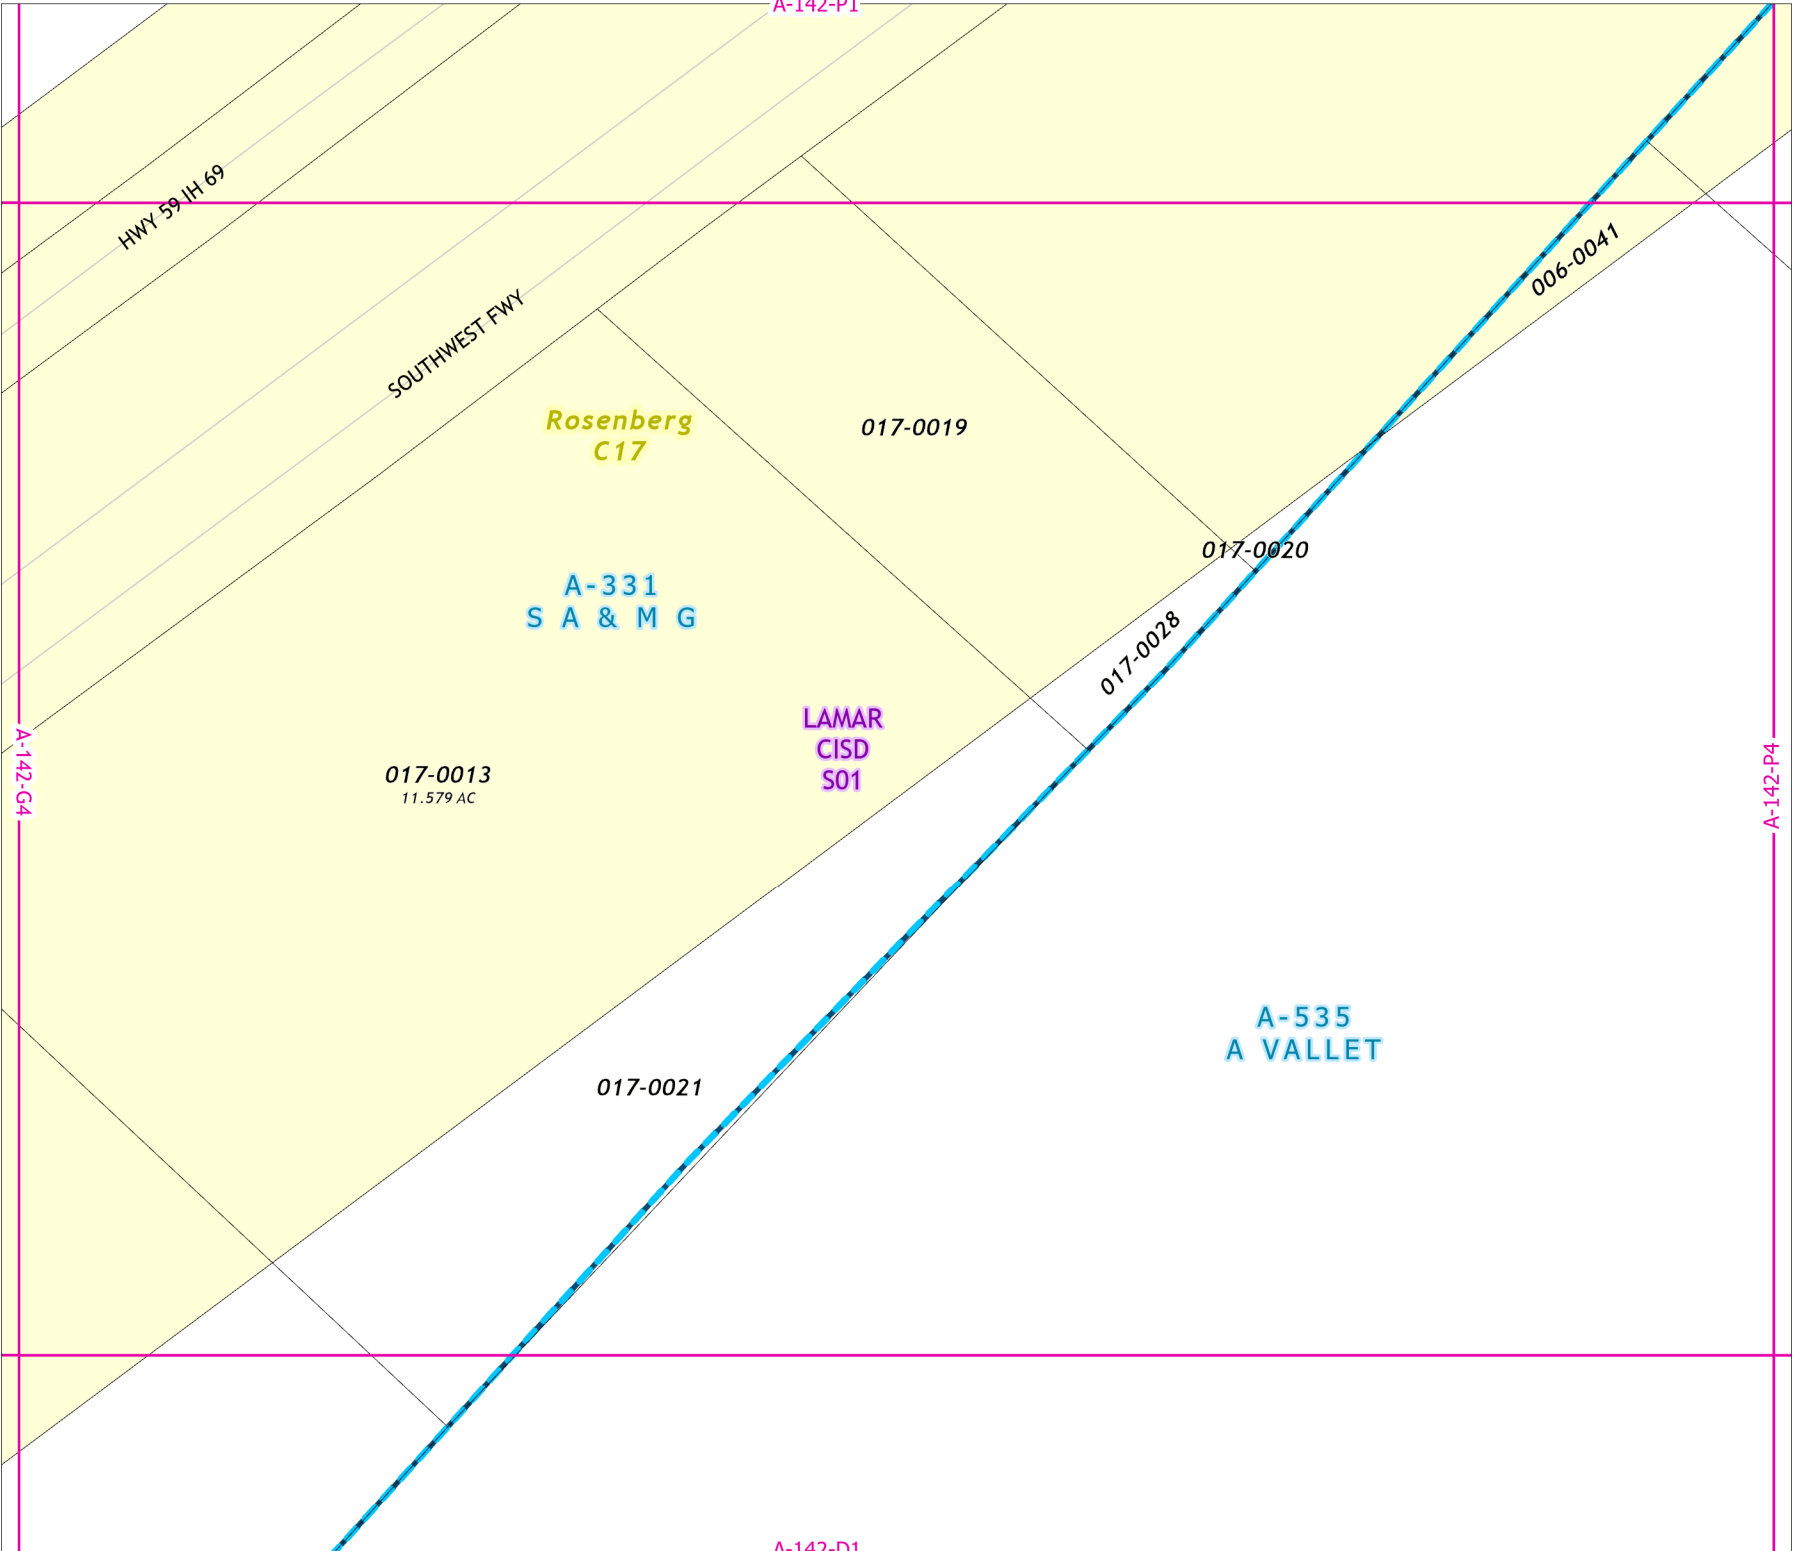 A-142-P1
HWY 59 IH 69
006-0041
SOUTHWEST FWY
Rosenberg
C17
017-0019
017-0020
A-331
S A & M G
017-0028
LAMAR
CISD
S01
A-142-G4
A-142-P4
017-0013
11.579 AC
A-535
A VALLET
017-0021
A-142-D1